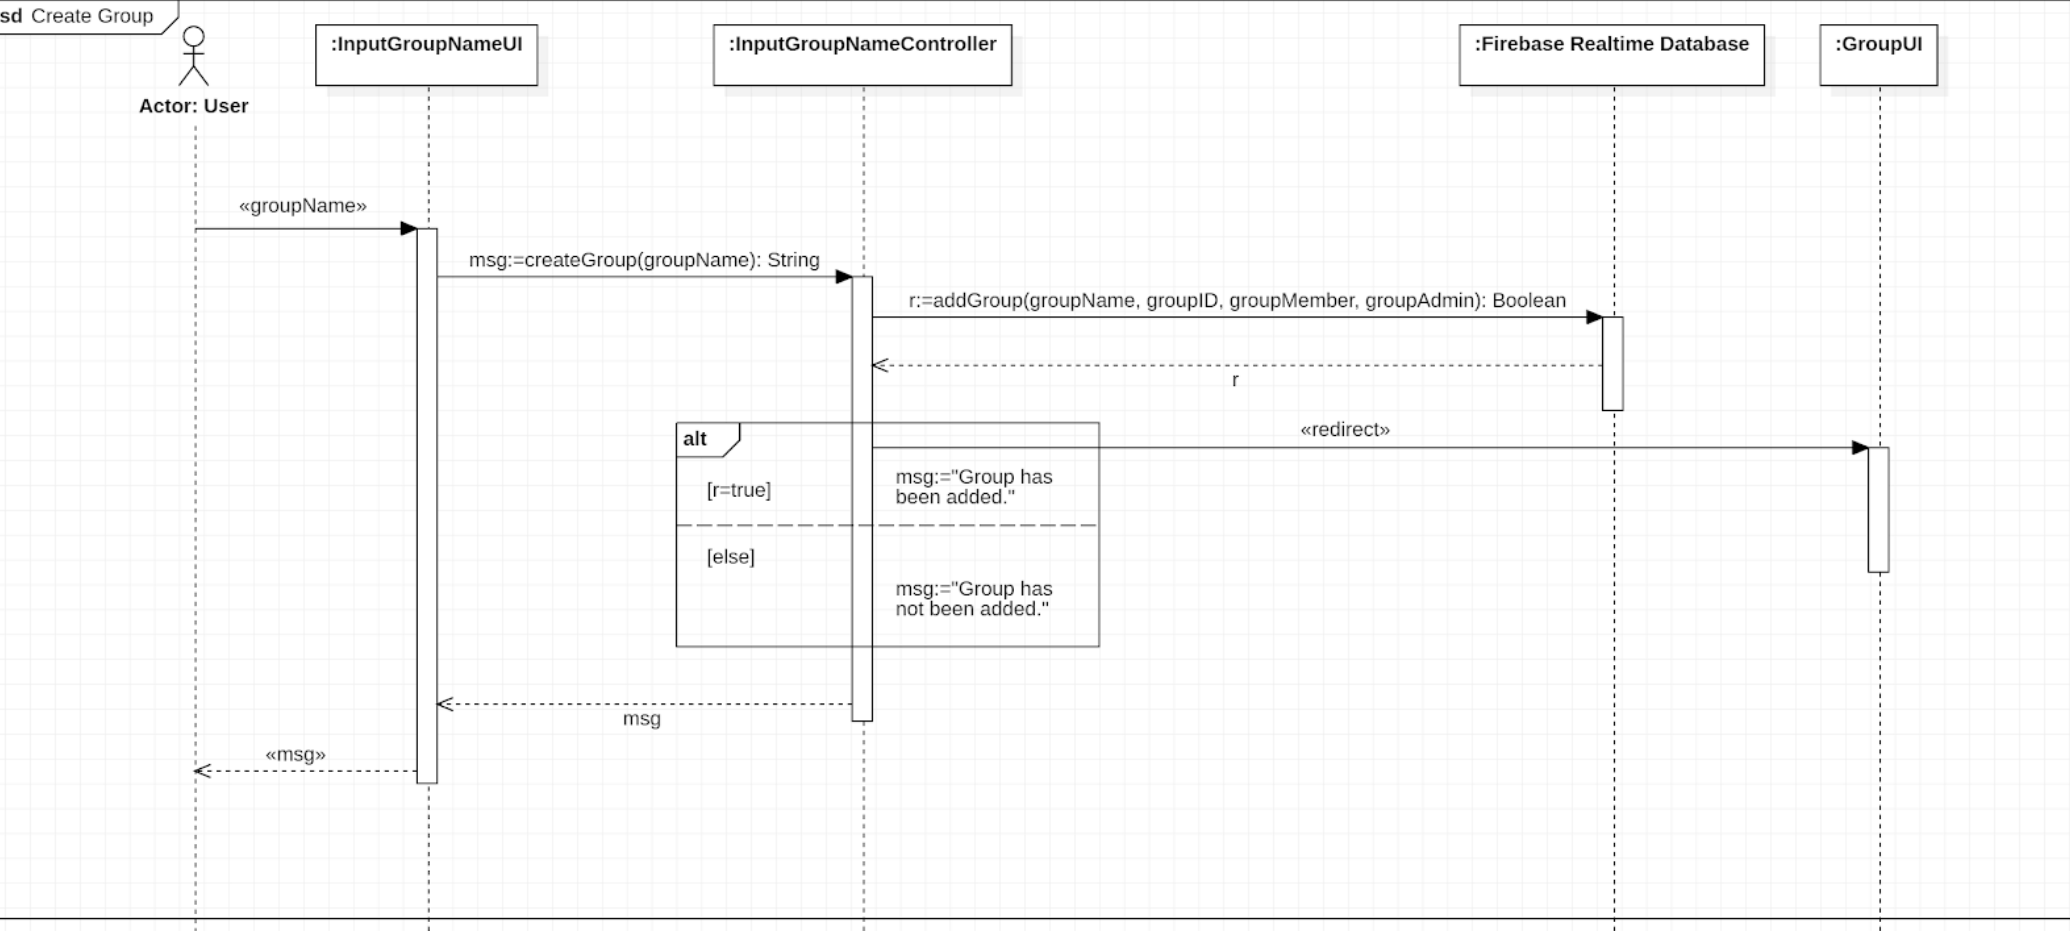 sd Create Group
:InputGroupNameUI
:InputGroupNameController
:Firebase Realtime Database
:GroupUI
Actor: User
«groupName»
msg:=createGroup(groupName): String
r:=addGroup(groupName, groupID, groupMember, groupAdmin): Boolean
r
«redirect»
alt
[r=true]
msg:="Group has
been added."
[else]
msg:="Group has
not been added."
msg
«msg»